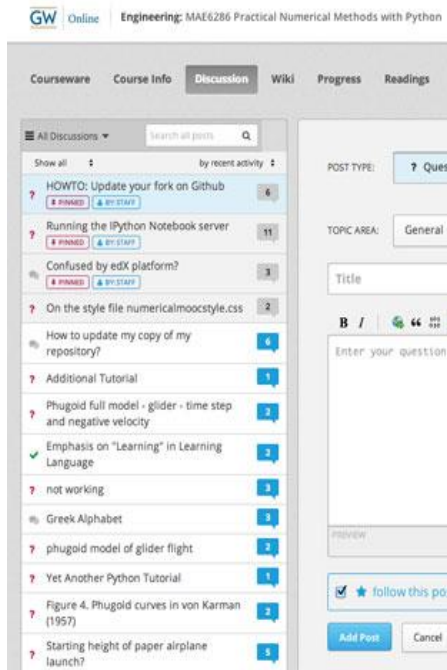 GW Online Engineering: MAE6286 Practical Numerical Methods with Python
Courseware Course Info Discussion Wiki Progress Readings
All Discussions Search all posts
Show all by recent activity
HOWTO: Update your fork on Github 6
PINNED BY: STAFF
Running the IPython Notebook server 11
PINNED BY: STAFF
Confused by edX platform? 3
PINNED BY: STAFF
On the style file numericalmoocstyle.css 2
How to update my copy of my
repository? 6
Additional Tutorial 1
Phugoid full model - glider - time step
and negative velocity 2
Emphasis on "Learning" in Learning
Language 2
not working 3
Greek Alphabet 3
phugoid model of glider flight 2
Yet Another Python Tutorial 1
Figure 4. Phugoid curves in von Karman
(1957) 2
Starting height of paper airplane
launch? 5
POST TYPE: ? Ques
TOPIC AREA: General
Title
B I
Enter your question
PREVIEW
follow this po
Add Post Cancel